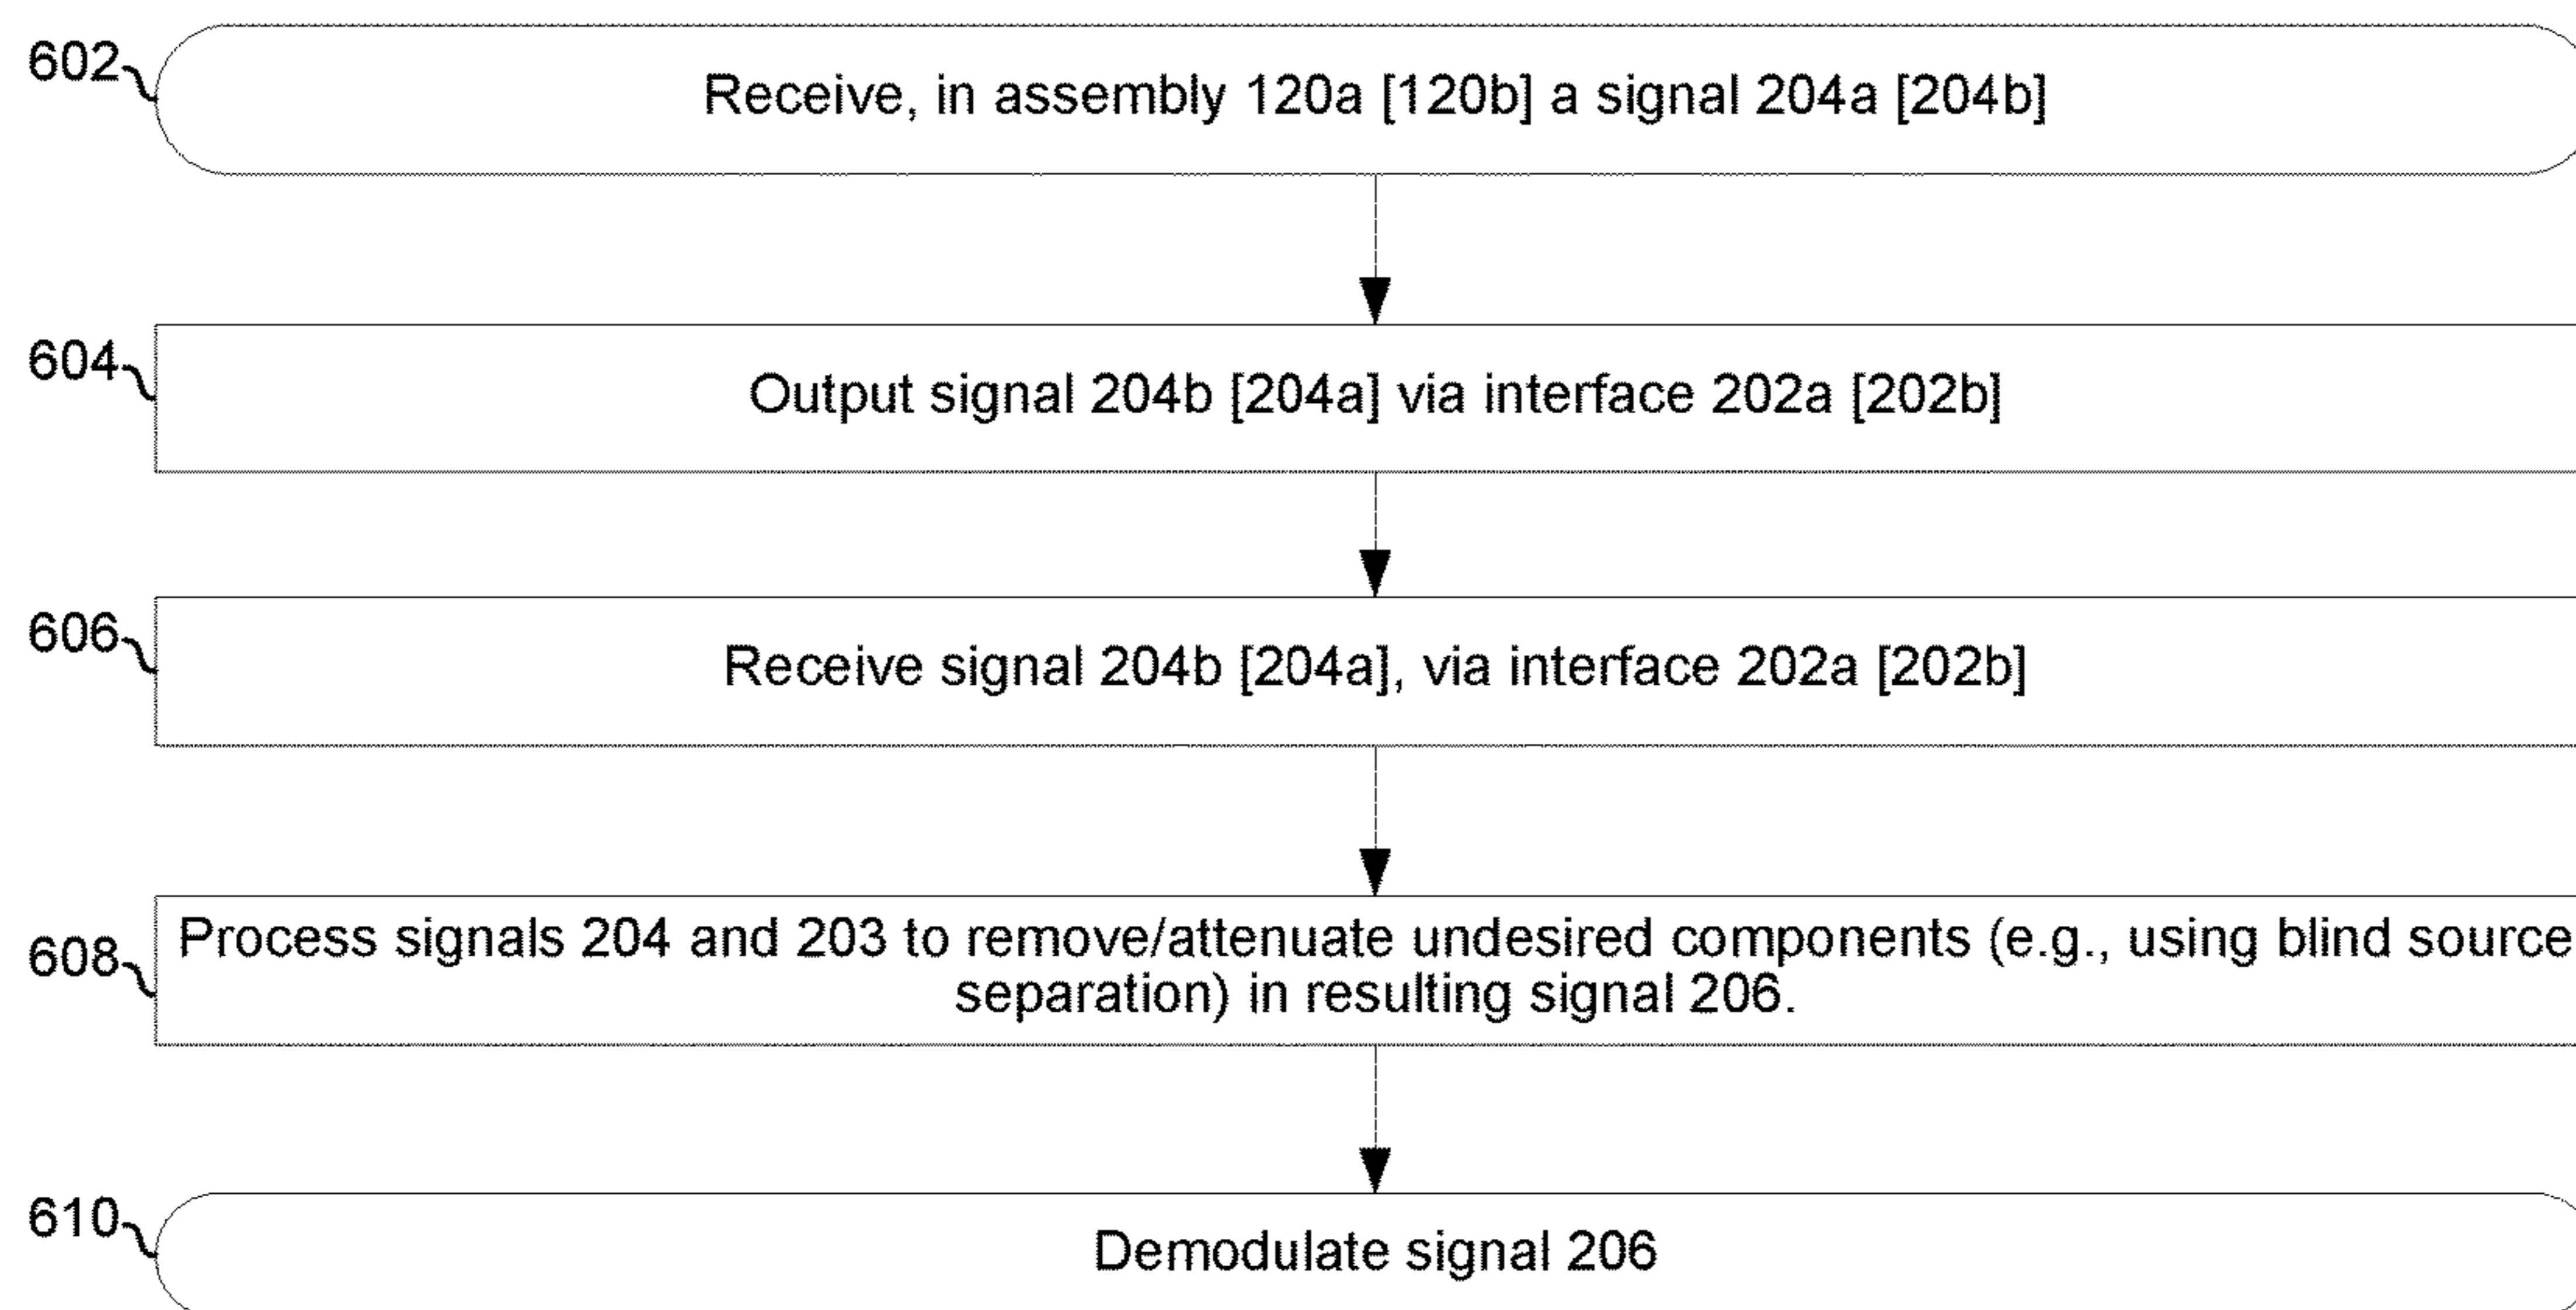 602
Receive, in assembly 120a [120b] a signal 204a [204b]
604
Output signal 204b [204a] via interface 202a [202b]
606
Receive signal 204b [204a], via interface 202a [202b]
608
Process signals 204 and 203 to remove/attenuate undesired components (e.g., using blind source
separation) in resulting signal 206.
610
Demodulate signal 206